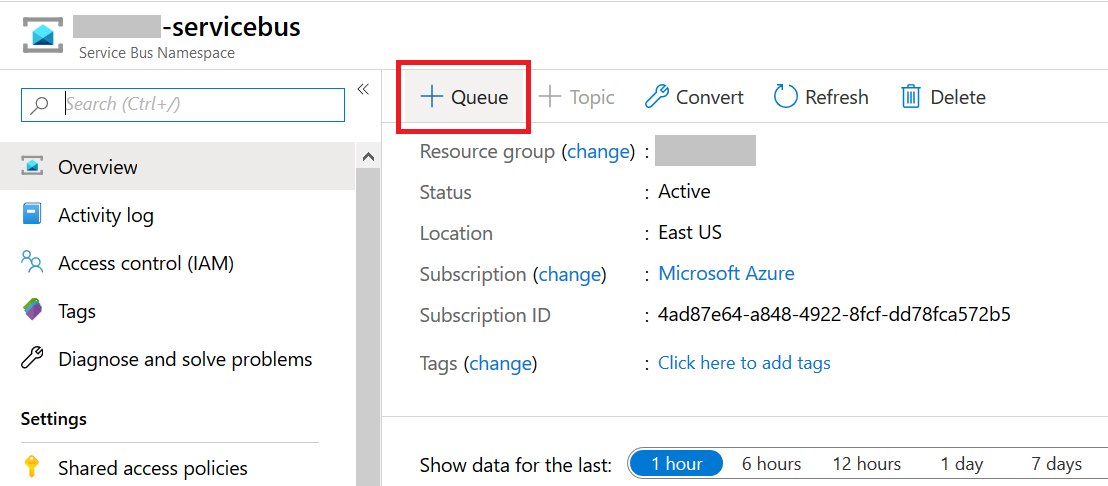 -servicebus
Service Bus Namespace
Search (Ctrl+/)
«
Overview
Activity log
Access control (IAM)
Tags
Diagnose and solve problems
Settings
Shared access policies
+ Queue
+ Topic
Convert
Refresh
Delete
Resource group (change) :
Status : Active
Location : East US
Subscription (change) : Microsoft Azure
Subscription ID : 4ad87e64-a848-4922-8fcf-dd78fca572b5
Tags (change) : Click here to add tags
Show data for the last: 1 hour 6 hours 12 hours 1 day 7 days